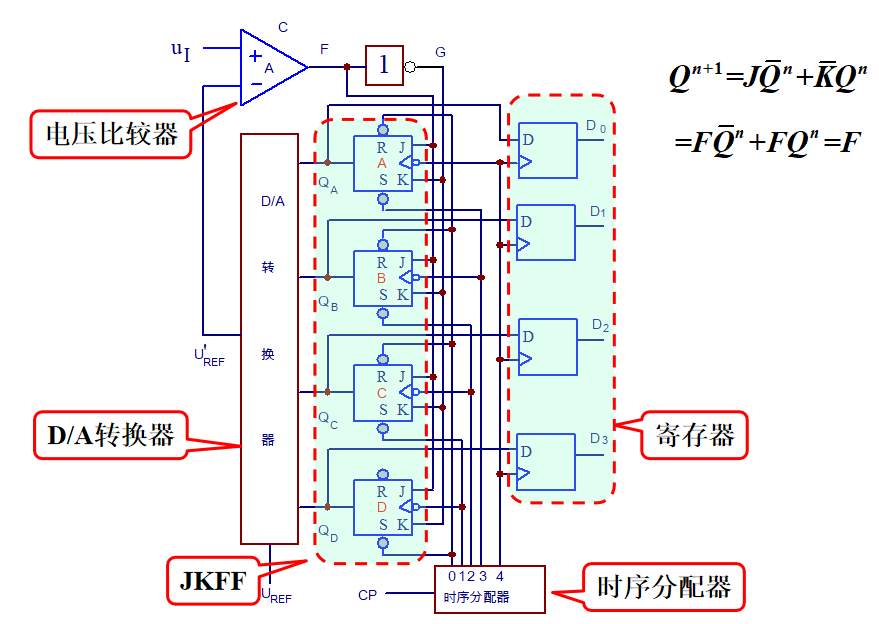 C
u_I
+
A
−
F
1
G
Q^{n+1}=JQ̄^n+K̄Q^n
=FQ̄^n+FQ^n=F
电压比较器
D/A
转
换
器
R J
A
S K
Q_A
D
D_0
R J
B
S K
Q_B
D
D_1
U'_REF
R J
C
S K
Q_C
D
D_2
D/A转换器
寄存器
R J
D
S K
Q_D
D
D_3
JKFF
U_REF
CP
0 1 2 3 4
时序分配器
时序分配器